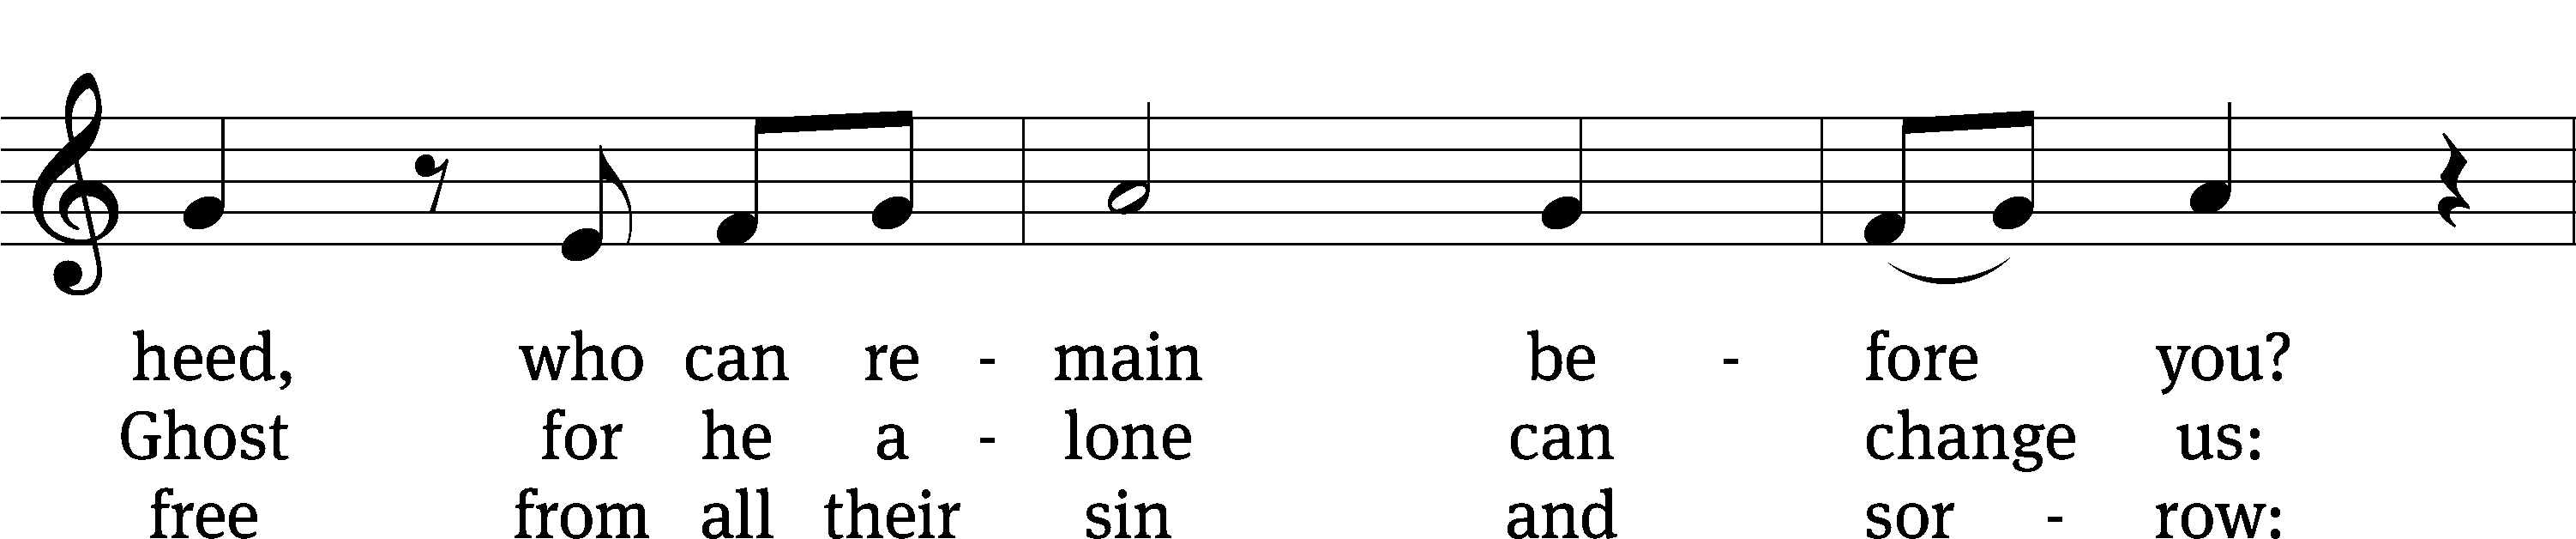 heed, who can re - main be - fore you?
Ghost for he a - lone can change us:
free from all their sin and sor - row: